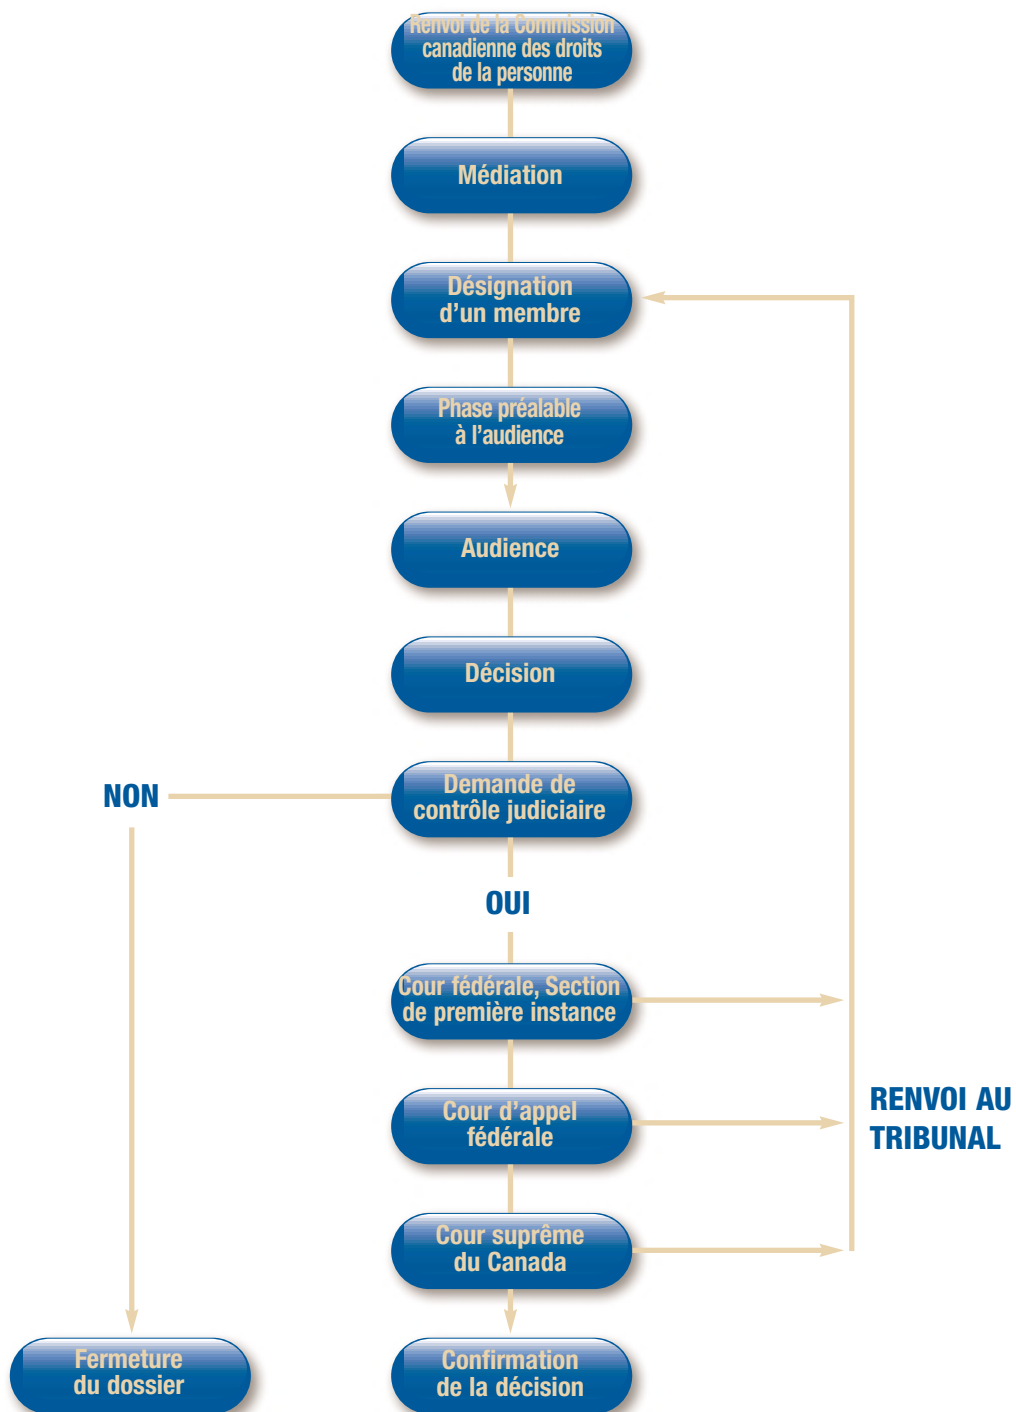 Renvoi de la Commission
canadienne des droits
de la personne
Médiation
Désignation
d'un membre
Phase préalable
à l'audience
Audience
Décision
Demande de
contrôle judiciaire
NON
OUI
Cour fédérale, Section
de première instance
Cour d'appel
fédérale
RENVOI AU
TRIBUNAL
Cour suprême
du Canada
Fermeture
du dossier
Confirmation
de la décision